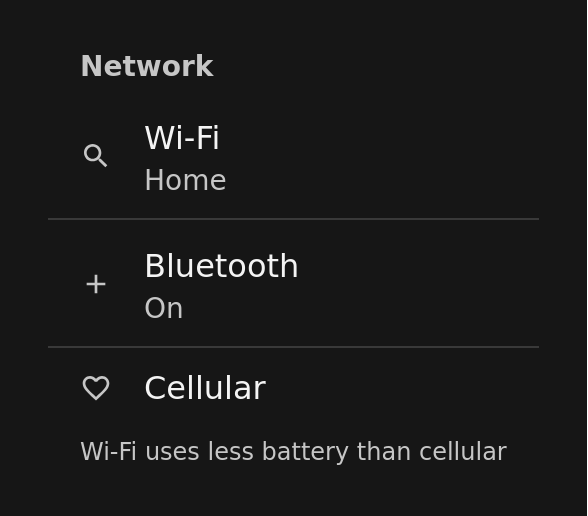 Network
Wi-Fi
Home
Bluetooth
On
Cellular
Wi-Fi uses less battery than cellular